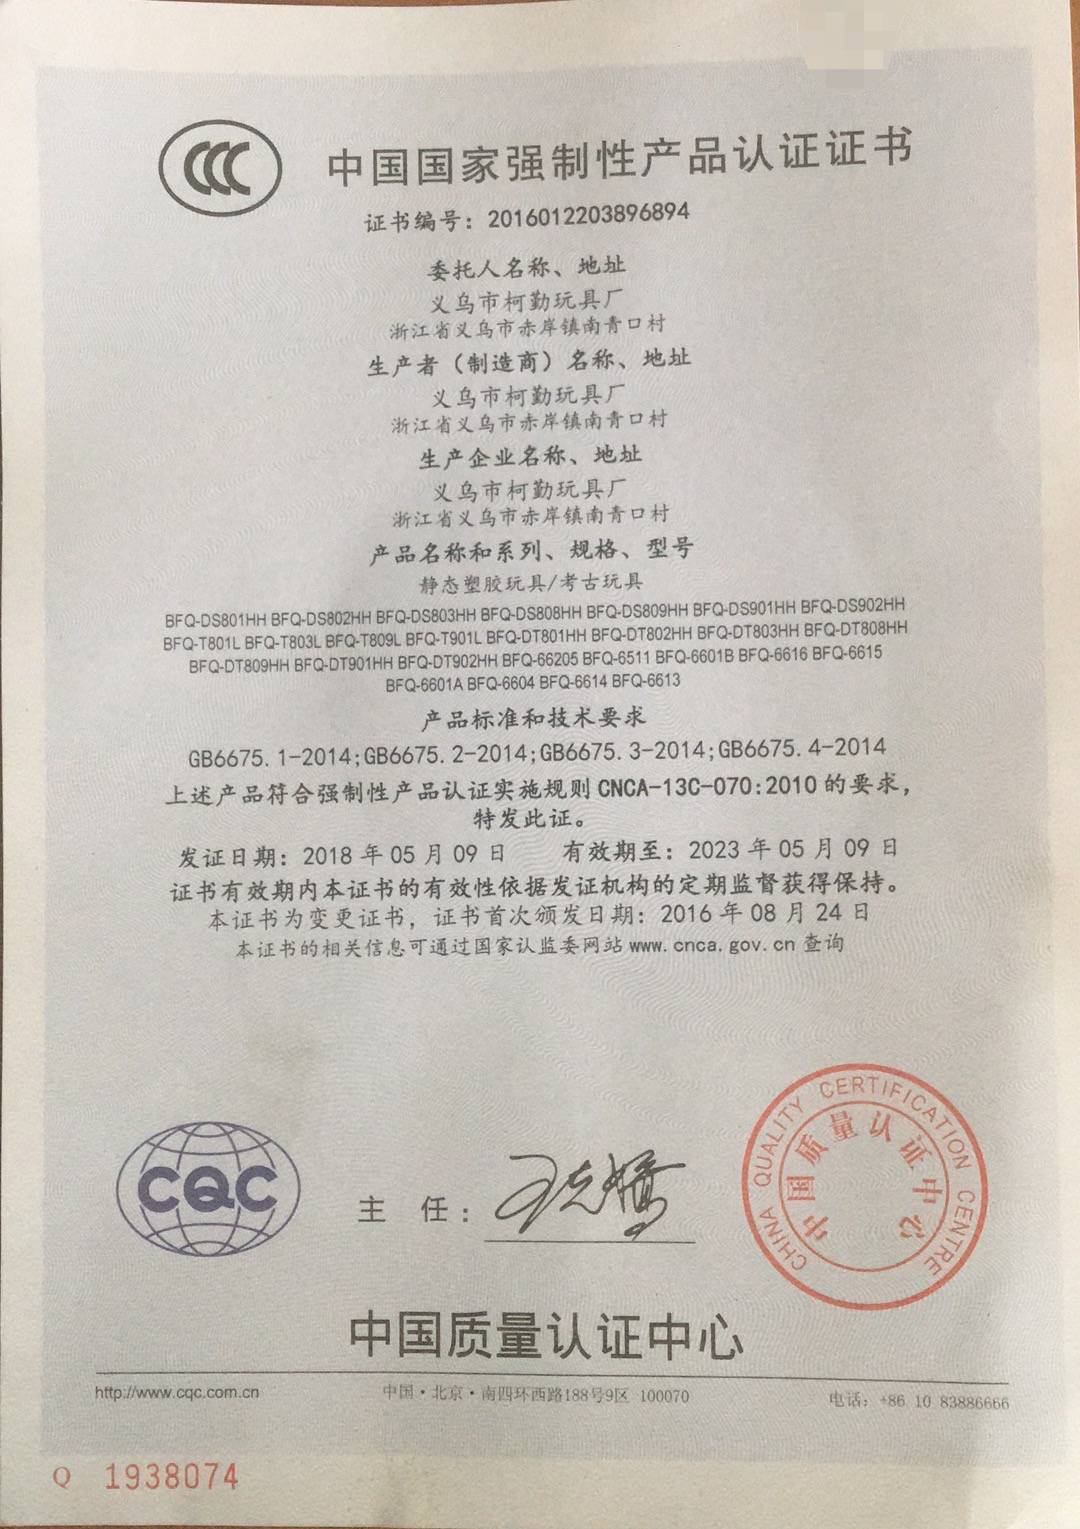 CCC
中国国家强制性产品认证证书
证书编号：2016012203896894
委托人名称、地址
义乌市柯勤玩具厂
浙江省义乌市赤岸镇南青口村
生产者（制造商）名称、地址
义乌市柯勤玩具厂
浙江省义乌市赤岸镇南青口村
生产企业名称、地址
义乌市柯勤玩具厂
浙江省义乌市赤岸镇南青口村
产品名称和系列、规格、型号
静态塑胶玩具/考古玩具
BFQ-DS801HH BFQ-DS802HH BFQ-DS803HH BFQ-DS808HH BFQ-DS809HH BFQ-DS901HH BFQ-DS902HH
BFQ-T801L BFQ-T803L BFQ-T809L BFQ-T901L BFQ-DT801HH BFQ-DT802HH BFQ-DT803HH BFQ-DT808HH
BFQ-DT809HH BFQ-DT901HH BFQ-DT902HH BFQ-66205 BFQ-6511 BFQ-6601B BFQ-6616 BFQ-6615
BFQ-6601A BFQ-6604 BFQ-6614 BFQ-6613
产品标准和技术要求
GB6675.1-2014;GB6675.2-2014;GB6675.3-2014;GB6675.4-2014
上述产品符合强制性产品认证实施规则 CNCA-13C-070:2010 的要求，
特发此证。
发证日期：2018 年 05 月 09 日 有效期至：2023 年 05 月 09 日
证书有效期内本证书的有效性依据发证机构的定期监督获得保持。
本证书为变更证书，证书首次颁发日期：2016 年 08 月 24 日
本证书的相关信息可通过国家认监委网站 www.cnca.gov.cn 查询
CQC
主 任：
CHINA QUALITY CERTIFICATION CENTRE
中国质量认证中心
中国质量认证中心
http://www.cqc.com.cn 中国·北京·南四环西路188号9区 100070 电话：+86 10 83886666
Q 1938074